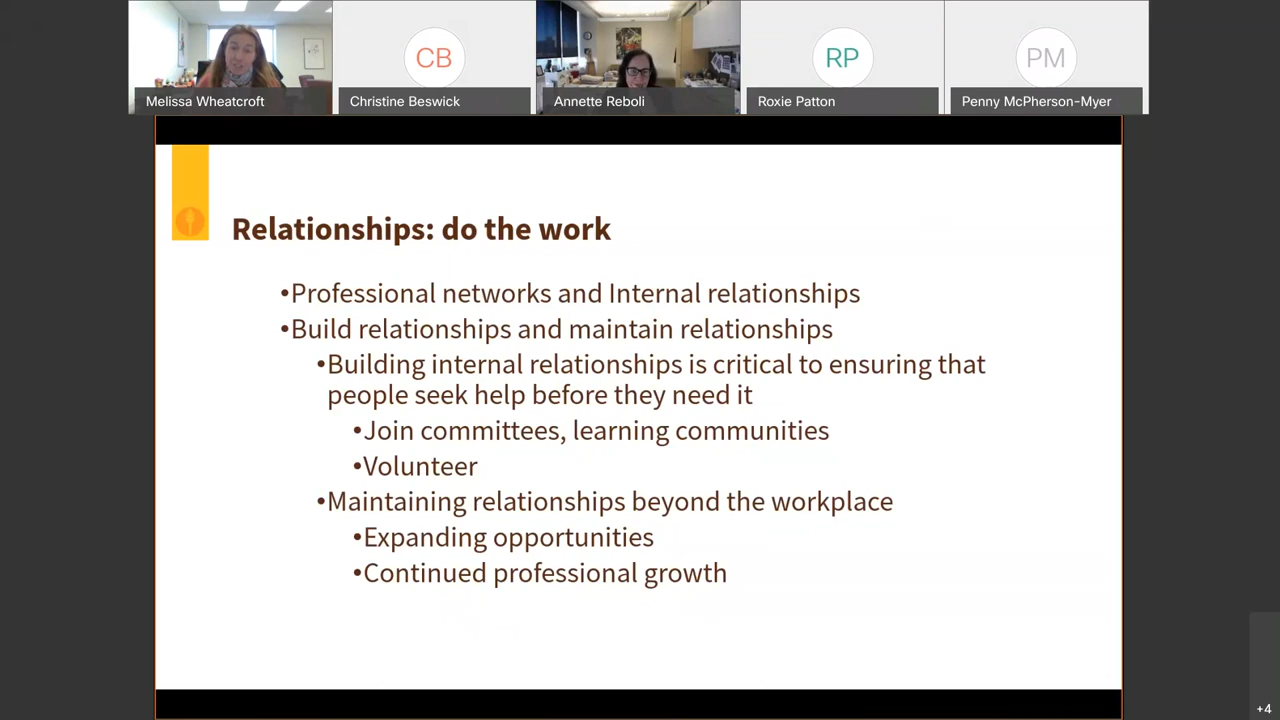 Melissa Wheatcroft
CB
Christine Beswick
Annette Reboli
RP
Roxie Patton
PM
Penny McPherson-Myer
Relationships: do the work
•Professional networks and Internal relationships
•Build relationships and maintain relationships
•Building internal relationships is critical to ensuring that
people seek help before they need it
•Join committees, learning communities
•Volunteer
•Maintaining relationships beyond the workplace
•Expanding opportunities
•Continued professional growth
+4